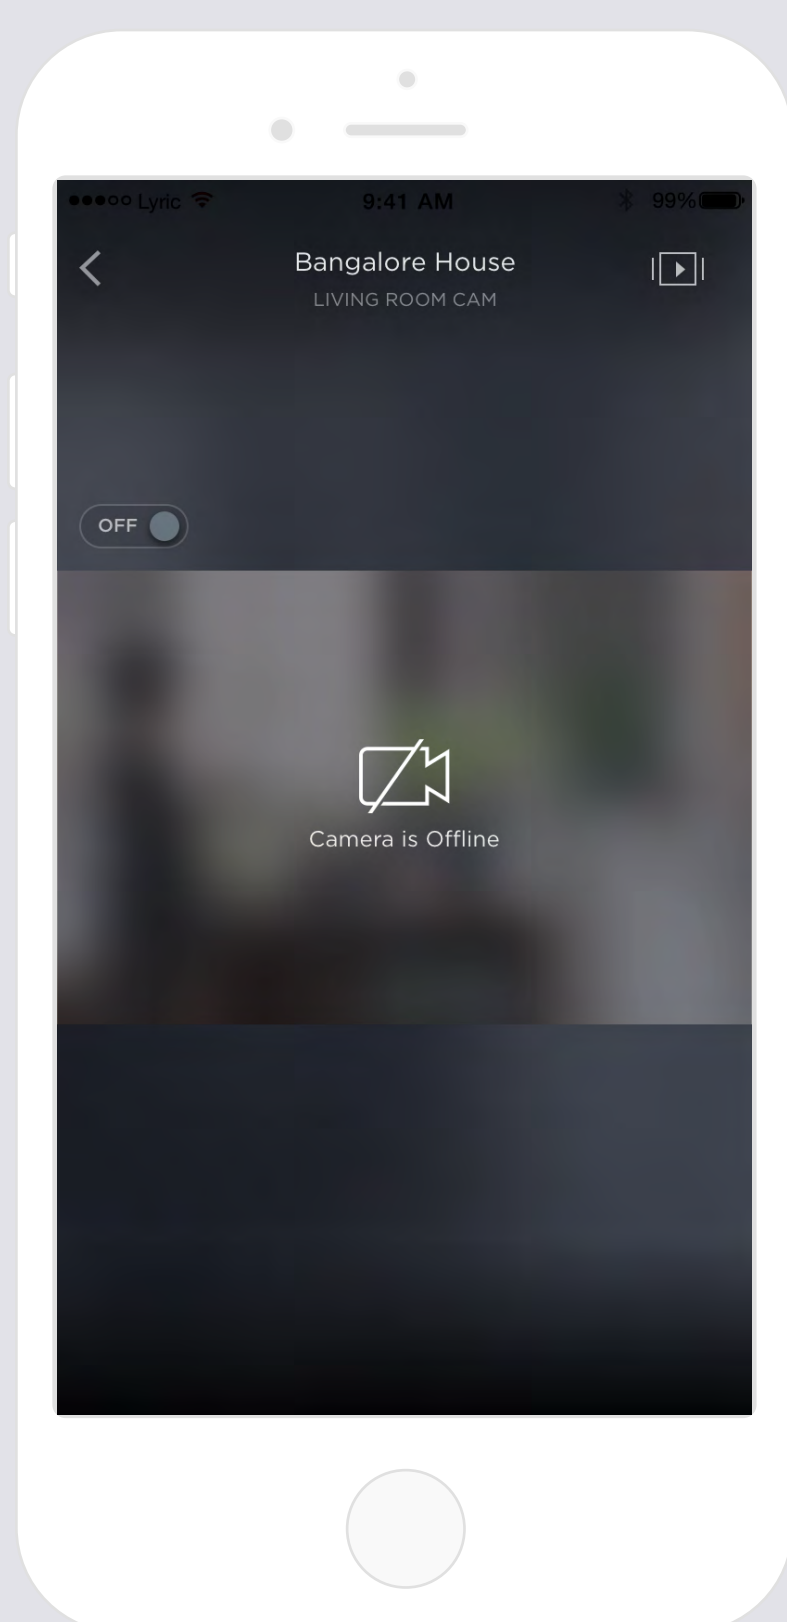 Lyric 9:41 AM 99%
Bangalore House
LIVING ROOM CAM
OFF
Camera is Offline